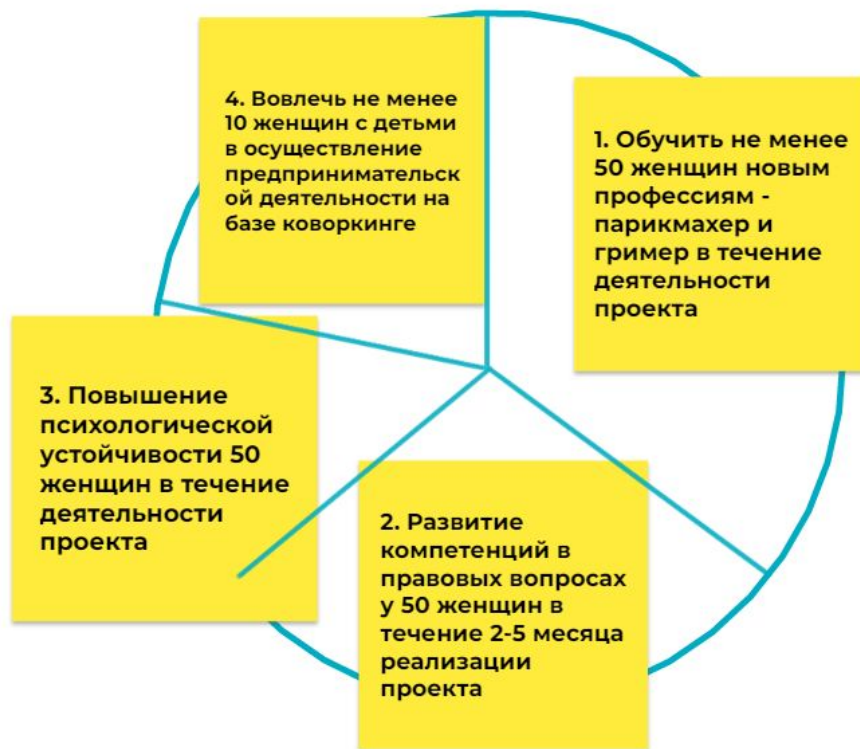 4. Вовлечь не менее
10 женщин с детьми
в осуществление
предпринимательск
ой деятельности на
базе коворкинге
1. Обучить не менее
50 женщин новым
профессиям -
парикмахер и
гример в течение
деятельности
проекта
3. Повышение
психологической
устойчивости 50
женщин в течение
деятельности
проекта
2. Развитие
компетенций в
правовых вопросах
у 50 женщин в
течение 2-5 месяца
реализации
проекта